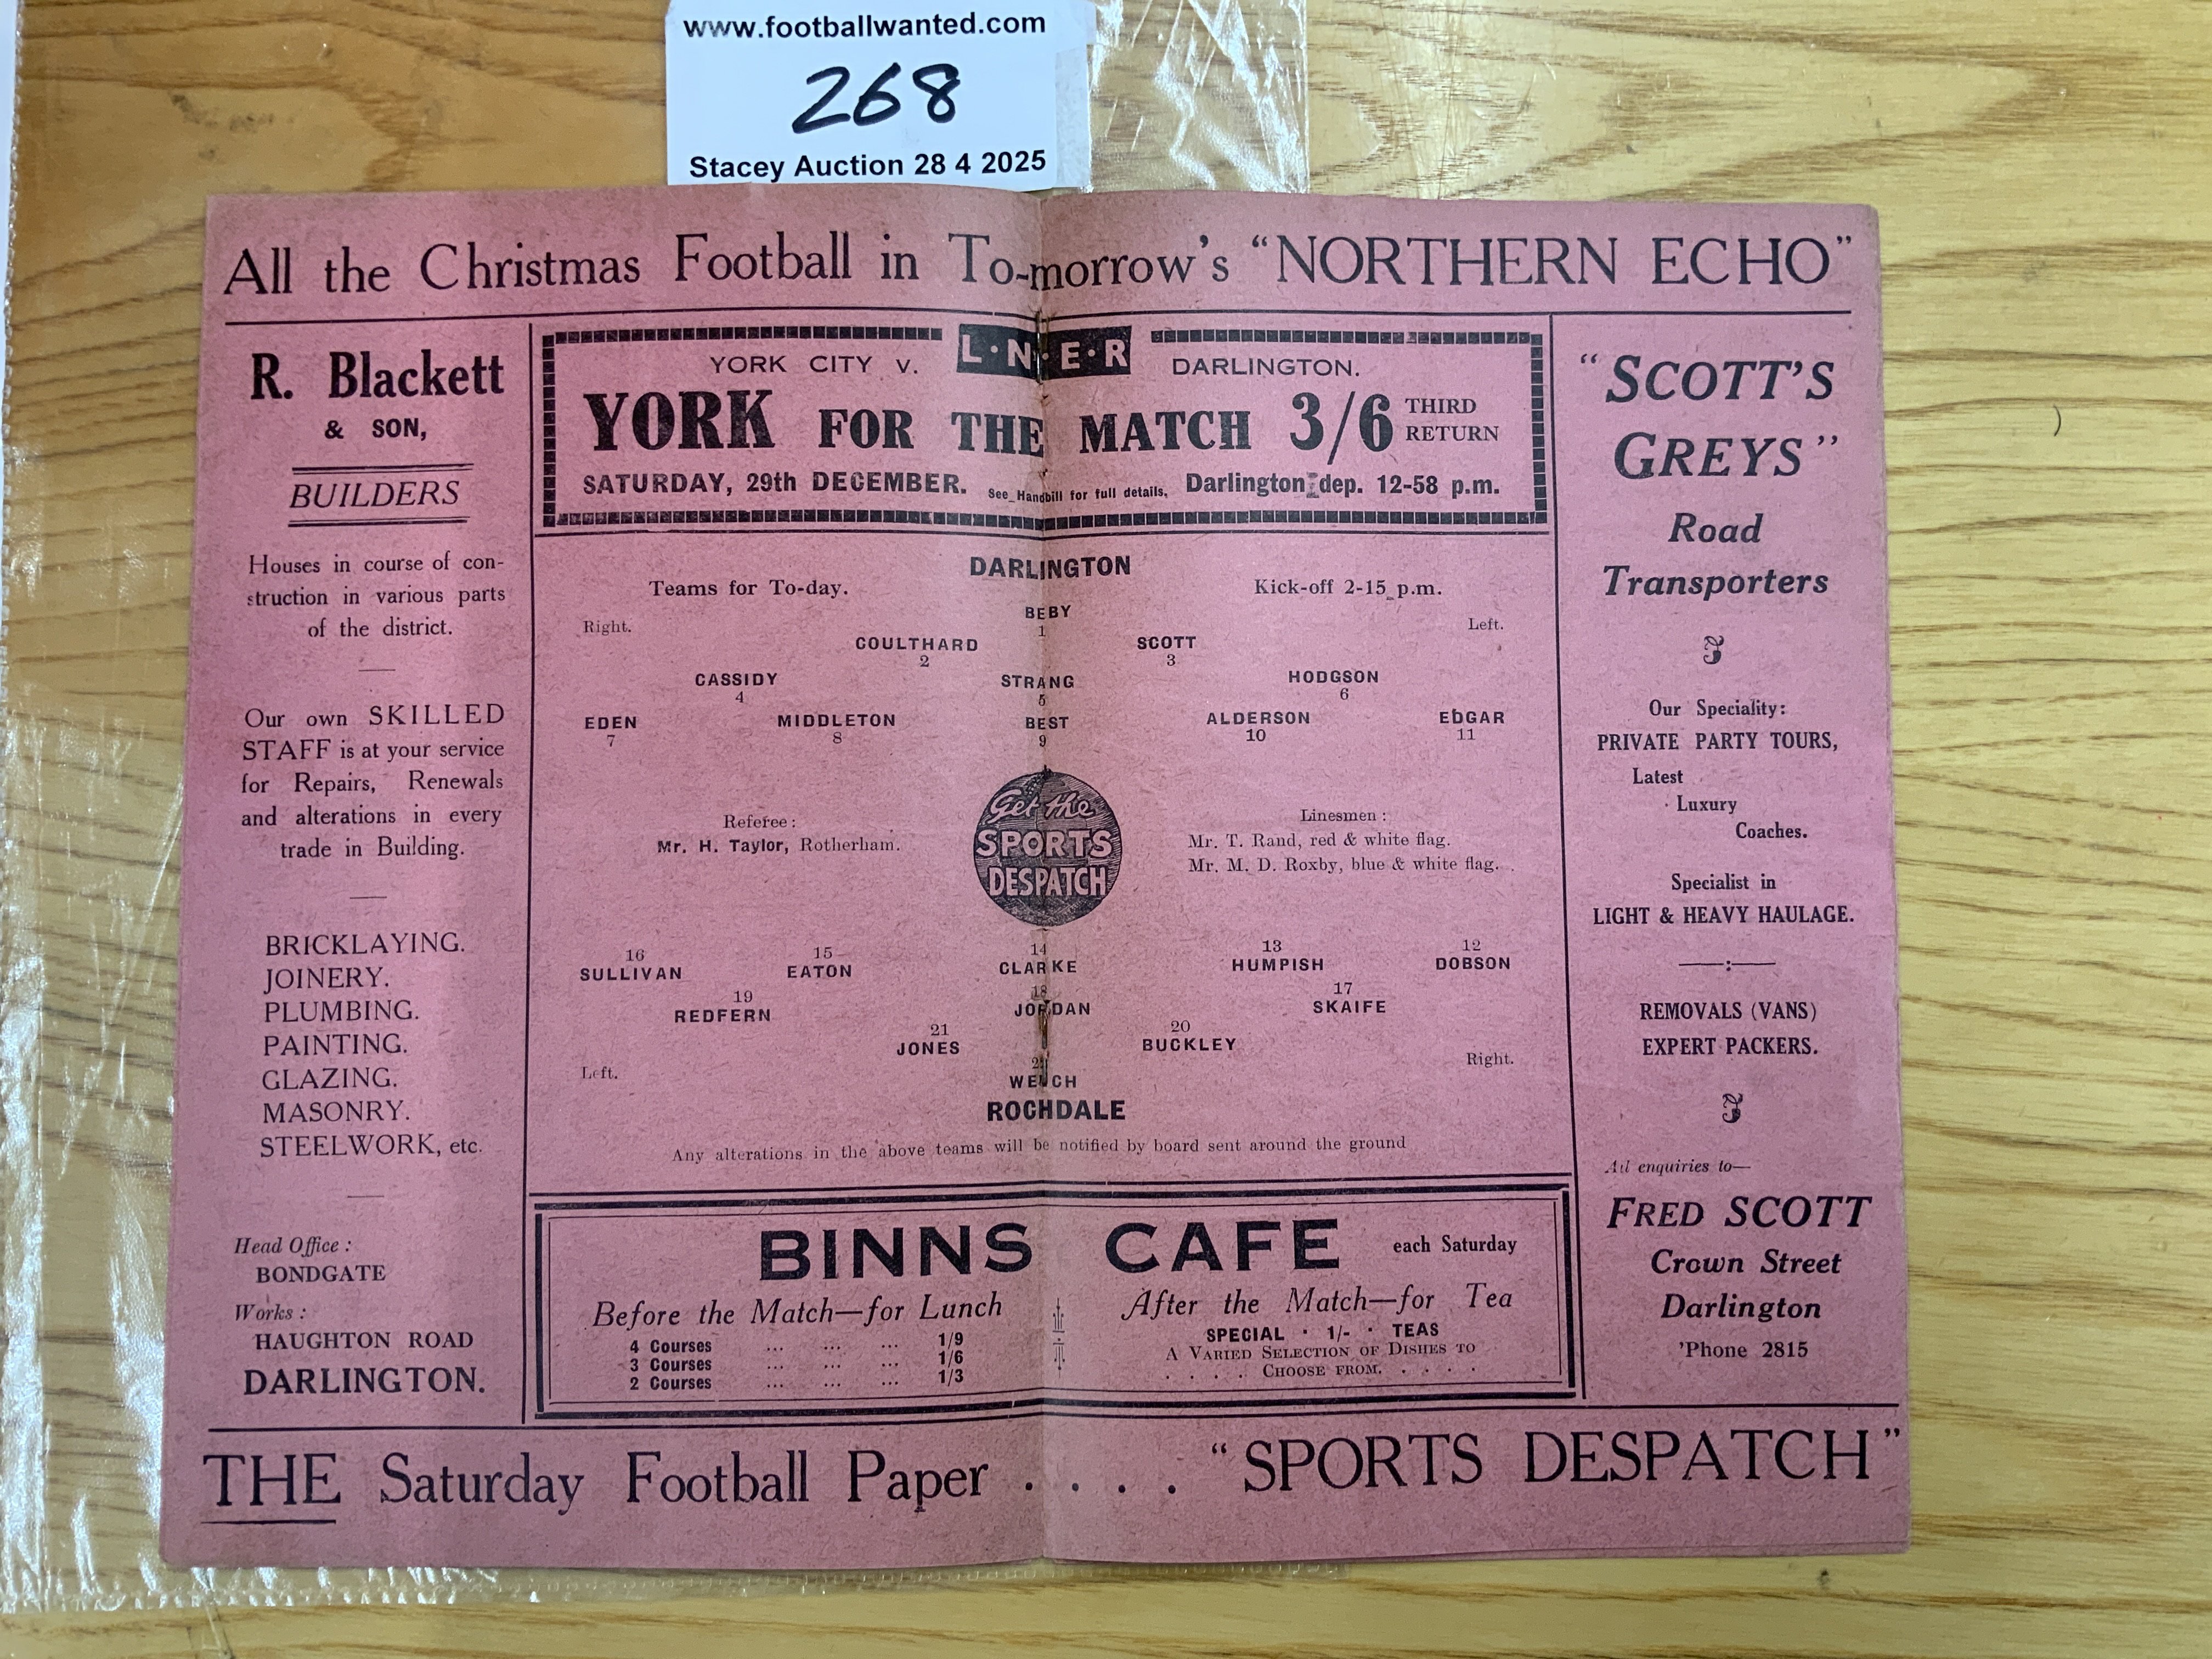 www.footballwanted.com
268
Stacey Auction 28 4 2025
All the Christmas Football in To-morrow's "NORTHERN ECHO"
R. Blackett
& SON,
BUILDERS
Houses in course of con-
struction in various parts
of the district.
Our own SKILLED
STAFF is at your service
for Repairs, Renewals
and alterations in every
trade in Building.
BRICKLAYING.
JOINERY.
PLUMBING.
PAINTING.
GLAZING.
MASONRY.
STEELWORK, etc.
Head Office :
BONDGATE
Works :
HAUGHTON ROAD
DARLINGTON.
YORK CITY v. L·N·E·R DARLINGTON.
YORK FOR THE MATCH 3/6 THIRD
RETURN
SATURDAY, 29th DECEMBER. See Handbill for full details, Darlington dep. 12-58 p.m.
DARLINGTON
Teams for To-day. Kick-off 2-15 p.m.
BEBY
1
Right. Left.
COULTHARD SCOTT
2 3
CASSIDY STRANG HODGSON
4 5 6
EDEN MIDDLETON BEST ALDERSON EDGAR
7 8 9 10 11
Get the
SPORTS
DESPATCH
Referee :
Mr. H. Taylor, Rotherham.
Linesmen :
Mr. T. Rand, red & white flag.
Mr. M. D. Roxby, blue & white flag.
16 15 14 13 12
SULLIVAN EATON CLARKE HUMPISH DOBSON
19 18 17
REDFERN JORDAN SKAIFE
21 20
JONES BUCKLEY
Left. Right.
WELCH
ROCHDALE
Any alterations in the above teams will be notified by board sent around the ground
BINNS CAFE each Saturday
Before the Match—for Lunch
4 Courses ... ... ... 1/9
3 Courses ... ... ... 1/6
2 Courses ... ... ... 1/3
After the Match—for Tea
SPECIAL · 1/- · TEAS
A VARIED SELECTION OF DISHES TO
. . . . CHOOSE FROM. . . . .
"SCOTT'S
GREYS"
Road
Transporters
Our Speciality:
PRIVATE PARTY TOURS,
Latest
Luxury
Coaches.
Specialist in
LIGHT & HEAVY HAULAGE.
REMOVALS (VANS)
EXPERT PACKERS.
All enquiries to—
FRED SCOTT
Crown Street
Darlington
'Phone 2815
THE Saturday Football Paper . . . . "SPORTS DESPATCH"